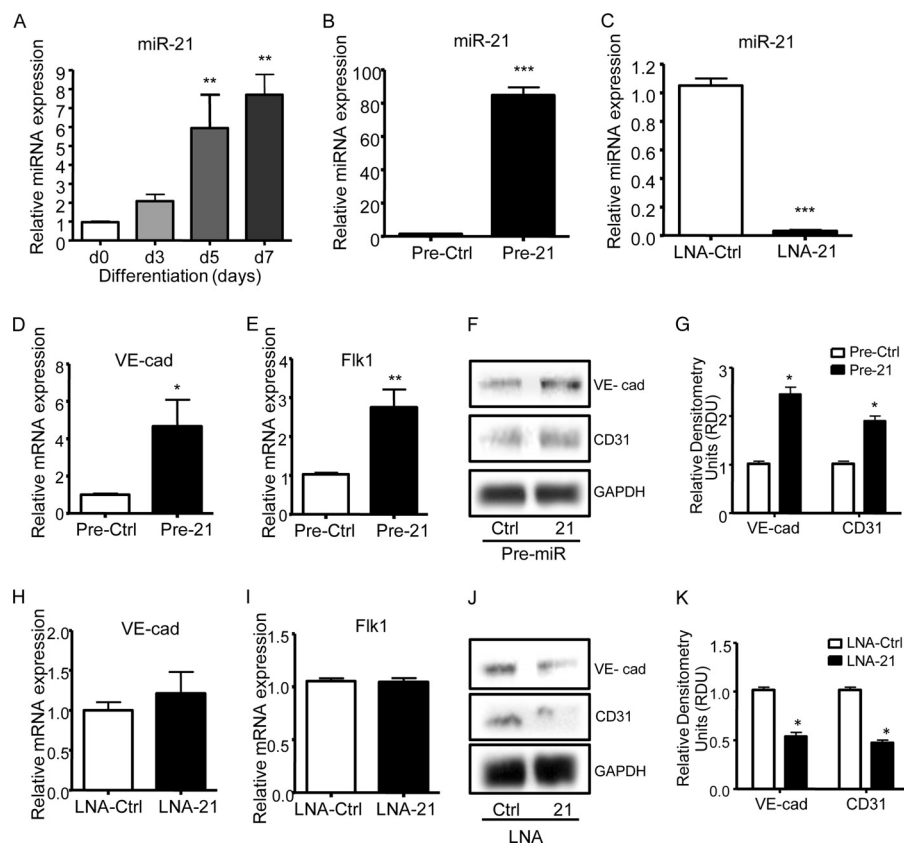 A
miR-21
Relative miRNA expression
10
9
8
7
6
5
4
3
2
1
0
**
**
d0 d3 d5 d7
Differentiation (days)
B
miR-21
Relative miRNA expression
100
80
60
40
20
0
***
Pre-Ctrl Pre-21
C
miR-21
Relative miRNA expression
1.2
1.0
0.8
0.6
0.4
0.2
0.0
***
LNA-Ctrl LNA-21
D
VE-cad
Relative mRNA expression
8
6
4
2
0
*
Pre-Ctrl Pre-21
E
Flk1
Relative mRNA expression
4
3
2
1
0
**
Pre-Ctrl Pre-21
F
VE- cad
CD31
GAPDH
Ctrl 21
Pre-miR
G
Pre-Ctrl
Pre-21
Relative Densitometry
Units (RDU)
3
2
1
0
*
*
VE-cad CD31
H
VE-cad
Relative mRNA expression
2.0
1.5
1.0
0.5
0.0
LNA-Ctrl LNA-21
I
Flk1
Relative mRNA expression
1.5
1.0
0.5
0.0
LNA-Ctrl LNA-21
J
VE- cad
CD31
GAPDH
Ctrl 21
LNA
K
LNA-Ctrl
LNA-21
Relative Densitometry
Units (RDU)
1.5
1.0
0.5
0.0
*
*
VE-cad CD31